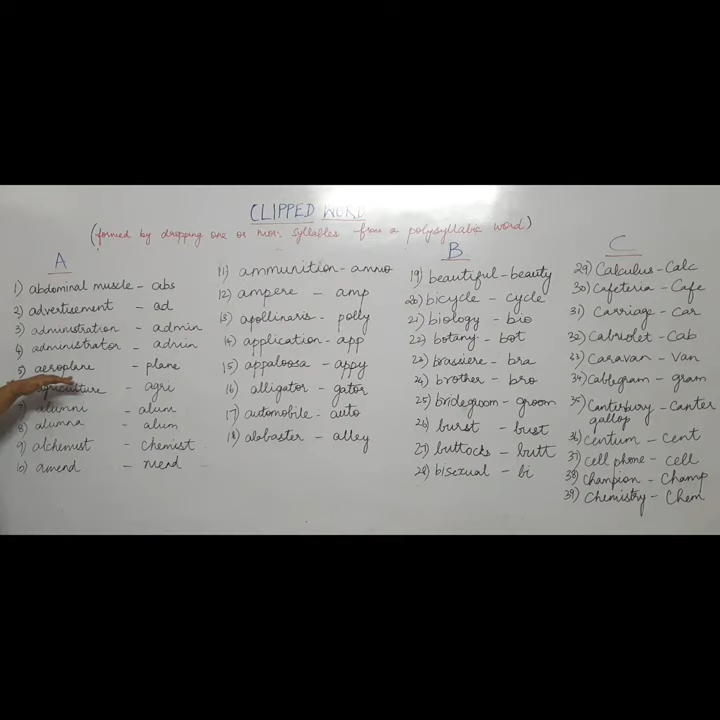 CLIPPED WORD
(formed by dropping one or more syllables from a polysyllabic word)
A
1) abdominal muscle - abs
2) advertisement - ad
3) administration - admin
4) administrator - admin
5) aeroplane - plane
agriculture - agri
7) alumni - alum
8) alumna - alum
9) alchemist - chemist
10) amend - mend
11) ammunition - ammo
12) ampere - amp
13) apollinaris - polly
14) application - app
15) appaloosa - appy
16) alligator - gator
17) automobile - auto
18) alabaster - alley
B
19) beautiful - beauty
20) bicycle - cycle
21) biology - bio
22) botany - bot
23) brassiere - bra
24) brother - bro
25) bridegroom - groom
26) burst - bust
27) buttocks - butt
28) bisexual - bi
C
29) Calculus - Calc
30) Cafeteria - Cafe
31) Carriage - car
32) Cabriolet - Cab
33) Caravan - Van
34) Cablegram - gram
35) Canterbury - Canter
gallop
36) centum - cent
37) cell phone - cell
38) champion - Champ
39) Chemistry - Chem